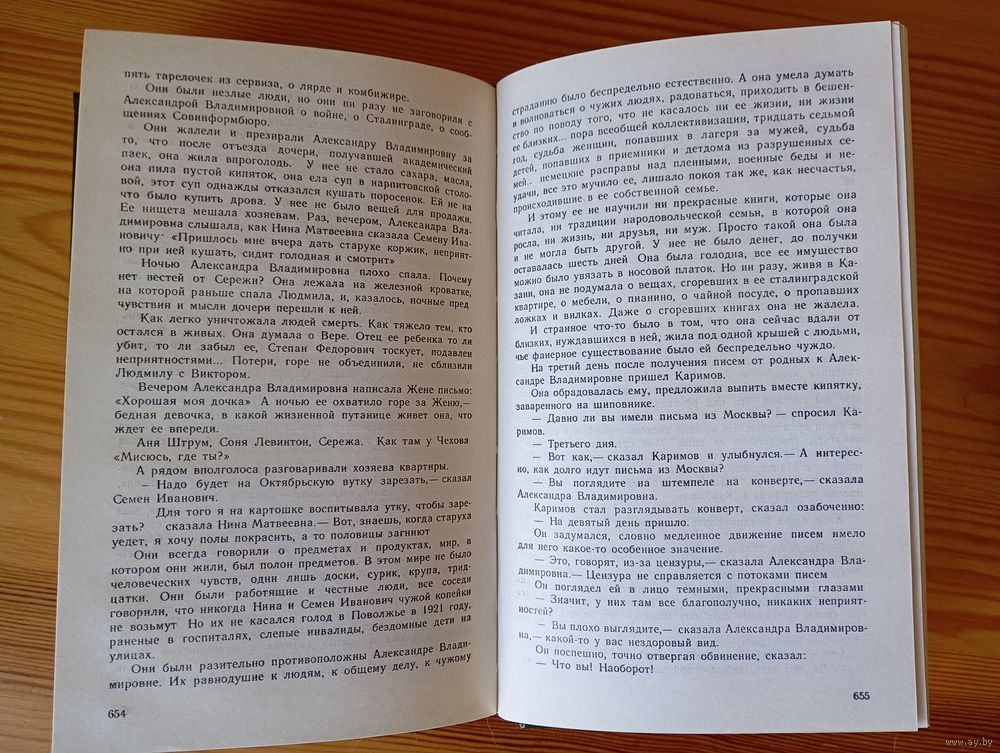 пять тарелочек из сервиза, о лярде и комбижире.
Они были незлые люди, но они ни разу не заговорили с
Александрой Владимировной о войне, о Сталинграде, о сооб-
щениях Совинформбюро.
Они жалели и презирали Александру Владимировну за
то, что после отъезда дочери, получавшей академический
паек, она жила впроголодь. У нее не стало сахара, масла,
она пила пустой кипяток, она ела суп в нарпитовской столо-
вой, этот суп однажды отказался кушать поросенок. Ей не на
что было купить дрова. У нее не было вещей для продажи.
Ее нищета мешала хозяевам. Раз, вечером, Александра Вла-
димировна слышала, как Нина Матвеевна сказала Семену Ива-
новичу: «Пришлось мне вчера дать старухе коржик, неприят-
но при ней кушать, сидит голодная и смотрит»
Ночью Александра Владимировна плохо спала. Почему
нет вестей от Сережи? Она лежала на железной кроватке,
на которой раньше спала Людмила, и, казалось, ночные пред
чувствия и мысли дочери перешли к ней.
Как легко уничтожала людей смерть. Как тяжело тем, кто
остался в живых. Она думала о Вере. Отец ее ребенка то ли
убит, то ли забыл ее, Степан Федорович тоскует, подавлен
неприятностями... Потери, горе не объединили, не сблизили
Людмилу с Виктором.
Вечером Александра Владимировна написала Жене письмо:
«Хорошая моя дочка» А ночью ее охватило горе за Женю,—
бедная девочка, в какой жизненной путанице живет она, что
ждет ее впереди.
Аня Штрум, Соня Левинтон, Сережа. Как там у Чехова
«Мисюсь, где ты?»
А рядом вполголоса разговаривали хозяева квартиры.
— Надо будет на Октябрьскую вутку зарезать,— сказал
Семен Иванович.
Для того я на картошке воспитывала утку, чтобы заре-
зать? сказала Нина Матвеевна.— Вот, знаешь, когда старуха
уедет, я хочу полы покрасить, а то половицы загниют
Они всегда говорили о предметах и продуктах, мир, в
котором они жили, был полон предметов. В этом мире не было
человеческих чувств, одни лишь доски, сурик, крупа, трид-
цатки. Они были работящие и честные люди, все соседи
говорили, что никогда Нина и Семен Иванович чужой копейки
не возьмут Но их не касался голод в Поволжье в 1921 году,
раненые в госпиталях, слепые инвалиды, бездомные дети на
улицах.
Они были разительно противоположны Александре Влади-
мировне. Их равнодушие к людям, к общему делу, к чужому
654
страданию было беспредельно естественно. А она умела думать
и волноваться о чужих людях, радоваться, приходить в бешен-
ство по поводу того, что не касалось ни ее жизни, ни жизни
ее близких... пора всеобщей коллективизации, тридцать седьмой
год, судьба женщин, попавших в лагеря за мужей, судьба
детей, попавших в приемники и детдома из разрушенных се-
мей.. немецкие расправы над пленными, военные беды и не-
удачи, все это мучило ее, лишало покоя так же, как несчастья,
происходившие в ее собственной семье.
И этому ее не научили ни прекрасные книги, которые она
читала, ни традиции народовольческой семьи, в которой она
росла, ни жизнь, ни друзья, ни муж. Просто такой она была
и не могла быть другой. У нее не было денег, до получки
оставалась шесть дней Она была голодна, все ее имущество
можно было увязать в носовой платок. Но ни разу, живя в Ка-
зани, она не подумала о вещах, сгоревших в ее сталинградской
квартире, о мебели, о пианино, о чайной посуде, о пропавших
ложках и вилках. Даже о сгоревших книгах она не жалела.
И странное что-то было в том, что она сейчас вдали от
близких, нуждавшихся в ней, жила под одной крышей с людьми,
чье фанерное существование было ей беспредельно чуждо.
На третий день после получения писем от родных к Алек-
сандре Владимировне пришел Каримов.
Она обрадовалась ему, предложила выпить вместе кипятку,
заваренного на шиповнике.
— Давно ли вы имели письма из Москвы? — спросил Ка-
римов.
— Третьего дня.
— Вот как,— сказал Каримов и улыбнулся.— А интерес-
но, как долго идут письма из Москвы?
— Вы поглядите на штемпеле на конверте,— сказала
Александра Владимировна.
Каримов стал разглядывать конверт, сказал озабоченно:
— На девятый день пришло.
Он задумался, словно медленное движение писем имело
для него какое-то особенное значение.
— Это, говорят, из-за цензуры,— сказала Александра Вла-
димировна.— Цензура не справляется с потоками писем
Он поглядел ей в лицо темными, прекрасными глазами
— Значит, у них там все благополучно, никаких неприят-
ностей?
— Вы плохо выглядите,— сказала Александра Владимиров-
на,— какой-то у вас нездоровый вид.
Он поспешно, точно отвергая обвинение, сказал:
— Что вы! Наоборот!
655
www.ay.by